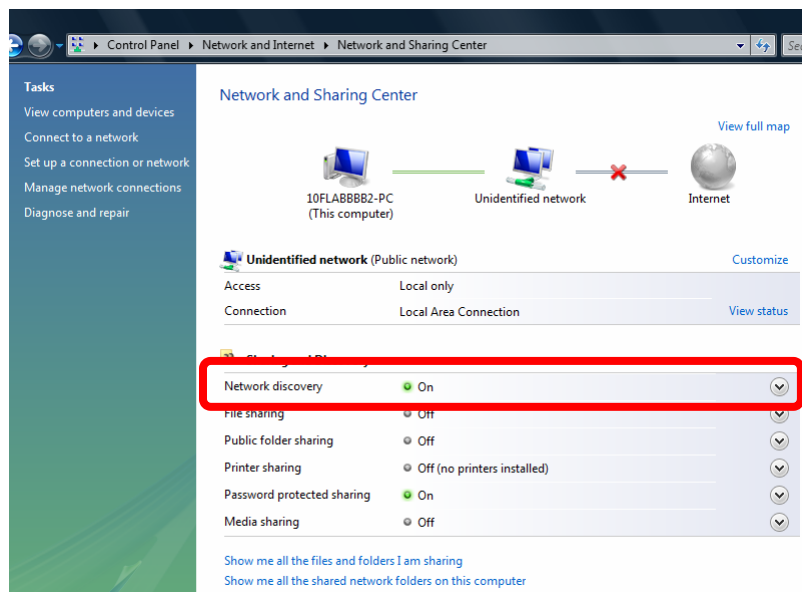 Control Panel Network and Internet Network and Sharing Center
Tasks
View computers and devices
Connect to a network
Set up a connection or network
Manage network connections
Diagnose and repair
Network and Sharing Center
View full map
10FLABBBB2-PC
(This computer)
Unidentified network
Internet
Unidentified network (Public network)
Customize
Access Local only
Connection Local Area Connection
View status
Network discovery On
File sharing Off
Public folder sharing Off
Printer sharing Off (no printers installed)
Password protected sharing On
Media sharing Off
Show me all the files and folders I am sharing
Show me all the shared network folders on this computer